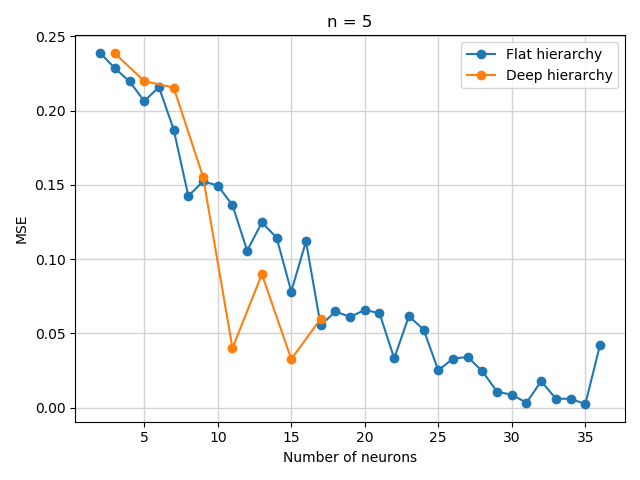 n = 5
Flat hierarchy
Deep hierarchy
MSE
0.25
0.20
0.15
0.10
0.05
0.00
5 10 15 20 25 30 35
Number of neurons